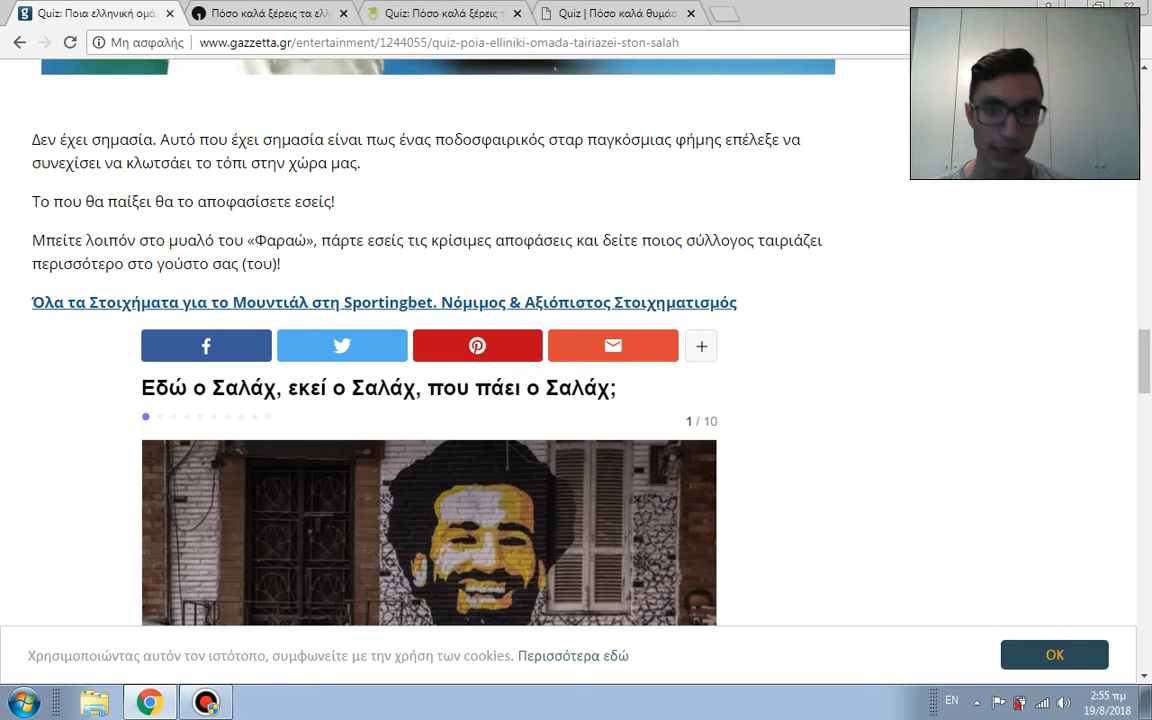 Quiz: Ποια ελληνική ομά
Πόσο καλά ξέρεις τα ελλ
Quiz: Πόσο καλά ξέρεις τ
Quiz | Πόσο καλά θυμάσ
Μη ασφαλής
www.gazzetta.gr/entertainment/1244055/quiz-poia-elliniki-omada-tairiazei-ston-salah
Δεν έχει σημασία. Αυτό που έχει σημασία είναι πως ένας ποδοσφαιρικός σταρ παγκόσμιας φήμης επέλεξε να
συνεχίσει να κλωτσάει το τόπι στην χώρα μας.
Το που θα παίξει θα το αποφασίσετε εσείς!
Μπείτε λοιπόν στο μυαλό του «Φαραώ», πάρτε εσείς τις κρίσιμες αποφάσεις και δείτε ποιος σύλλογος ταιριάζει
περισσότερο στο γούστο σας (του)!
Όλα τα Στοιχήματα για το Μουντιάλ στη Sportingbet. Νόμιμος & Αξιόπιστος Στοιχηματισμός
Εδώ ο Σαλάχ, εκεί ο Σαλάχ, που πάει ο Σαλάχ;
1 / 10
Χρησιμοποιώντας αυτόν τον ιστότοπο, συμφωνείτε με την χρήση των cookies. Περισσότερα εδώ
OK
EN
2:55 πμ
19/8/2018